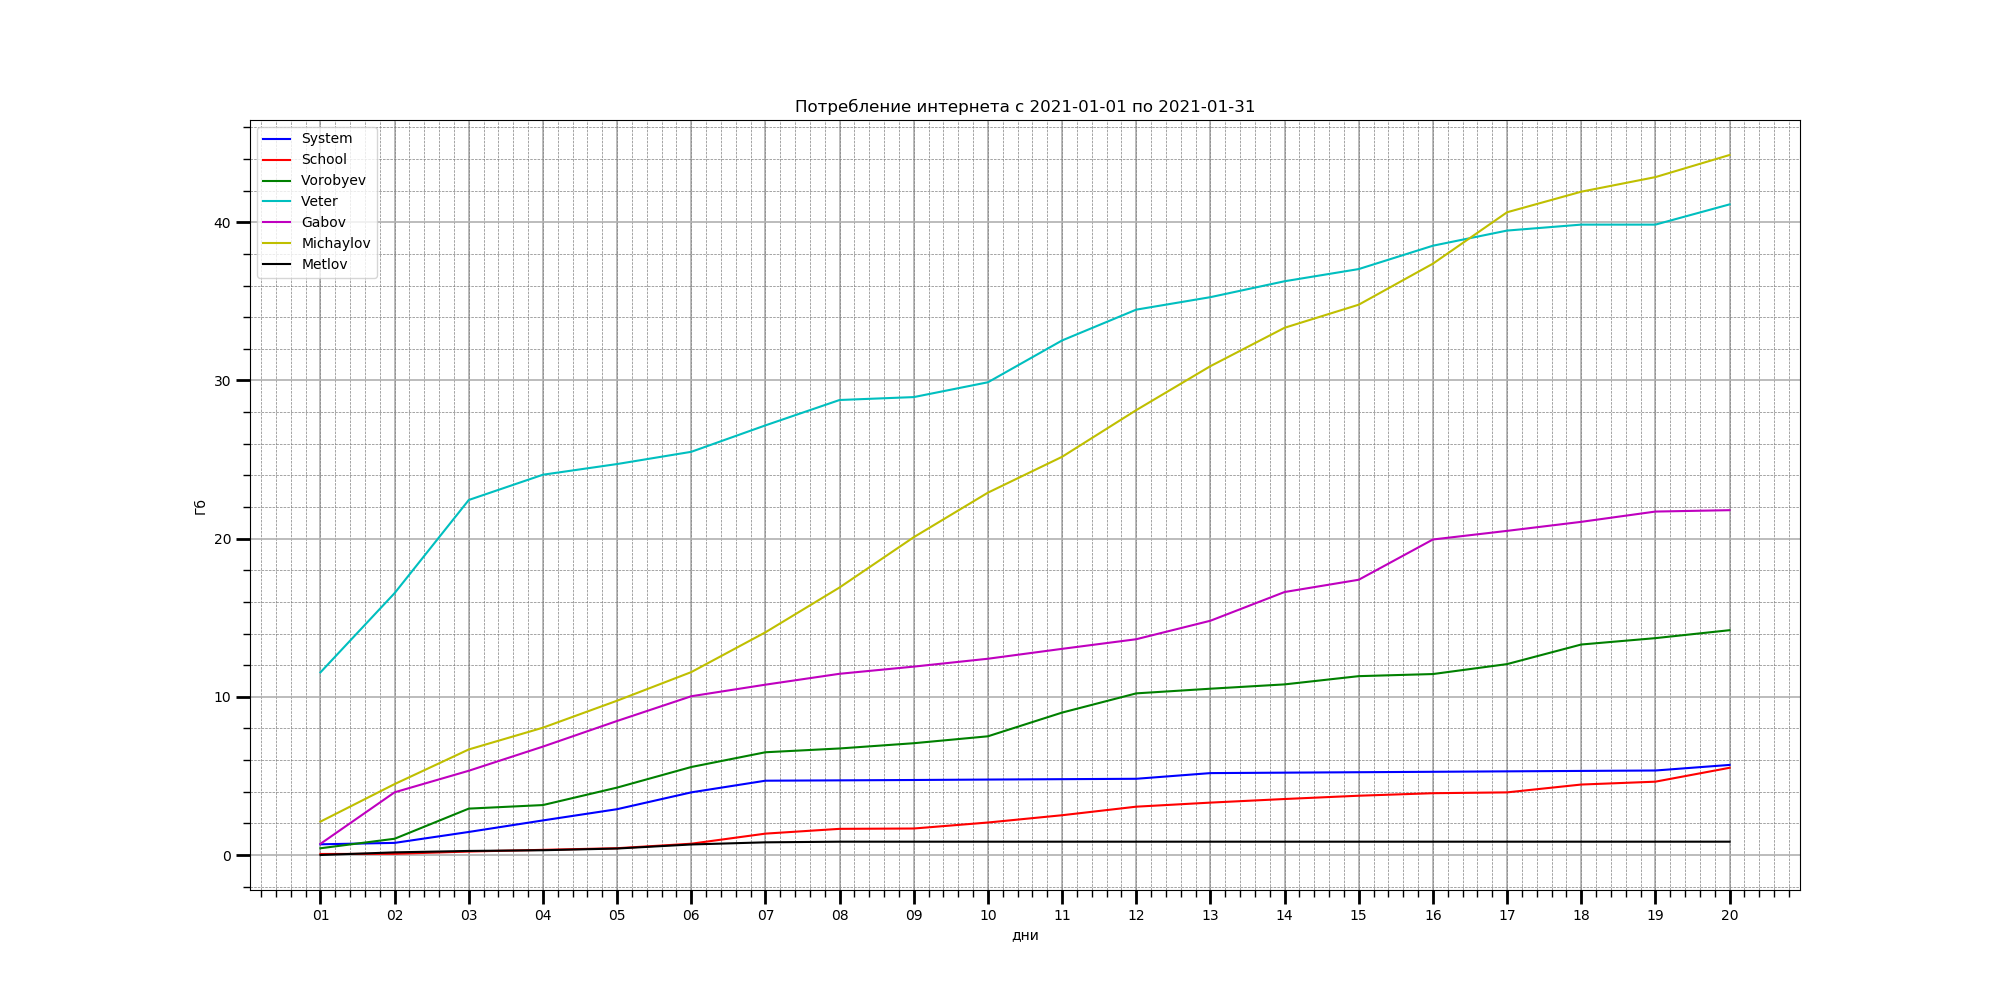 Потребление интернета с 2021-01-01 по 2021-01-31
System
School
Vorobyev
Veter
Gabov
Michaylov
Metlov
40
30
20
10
0
Гб
01 02 03 04 05 06 07 08 09 10 11 12 13 14 15 16 17 18 19 20
дни